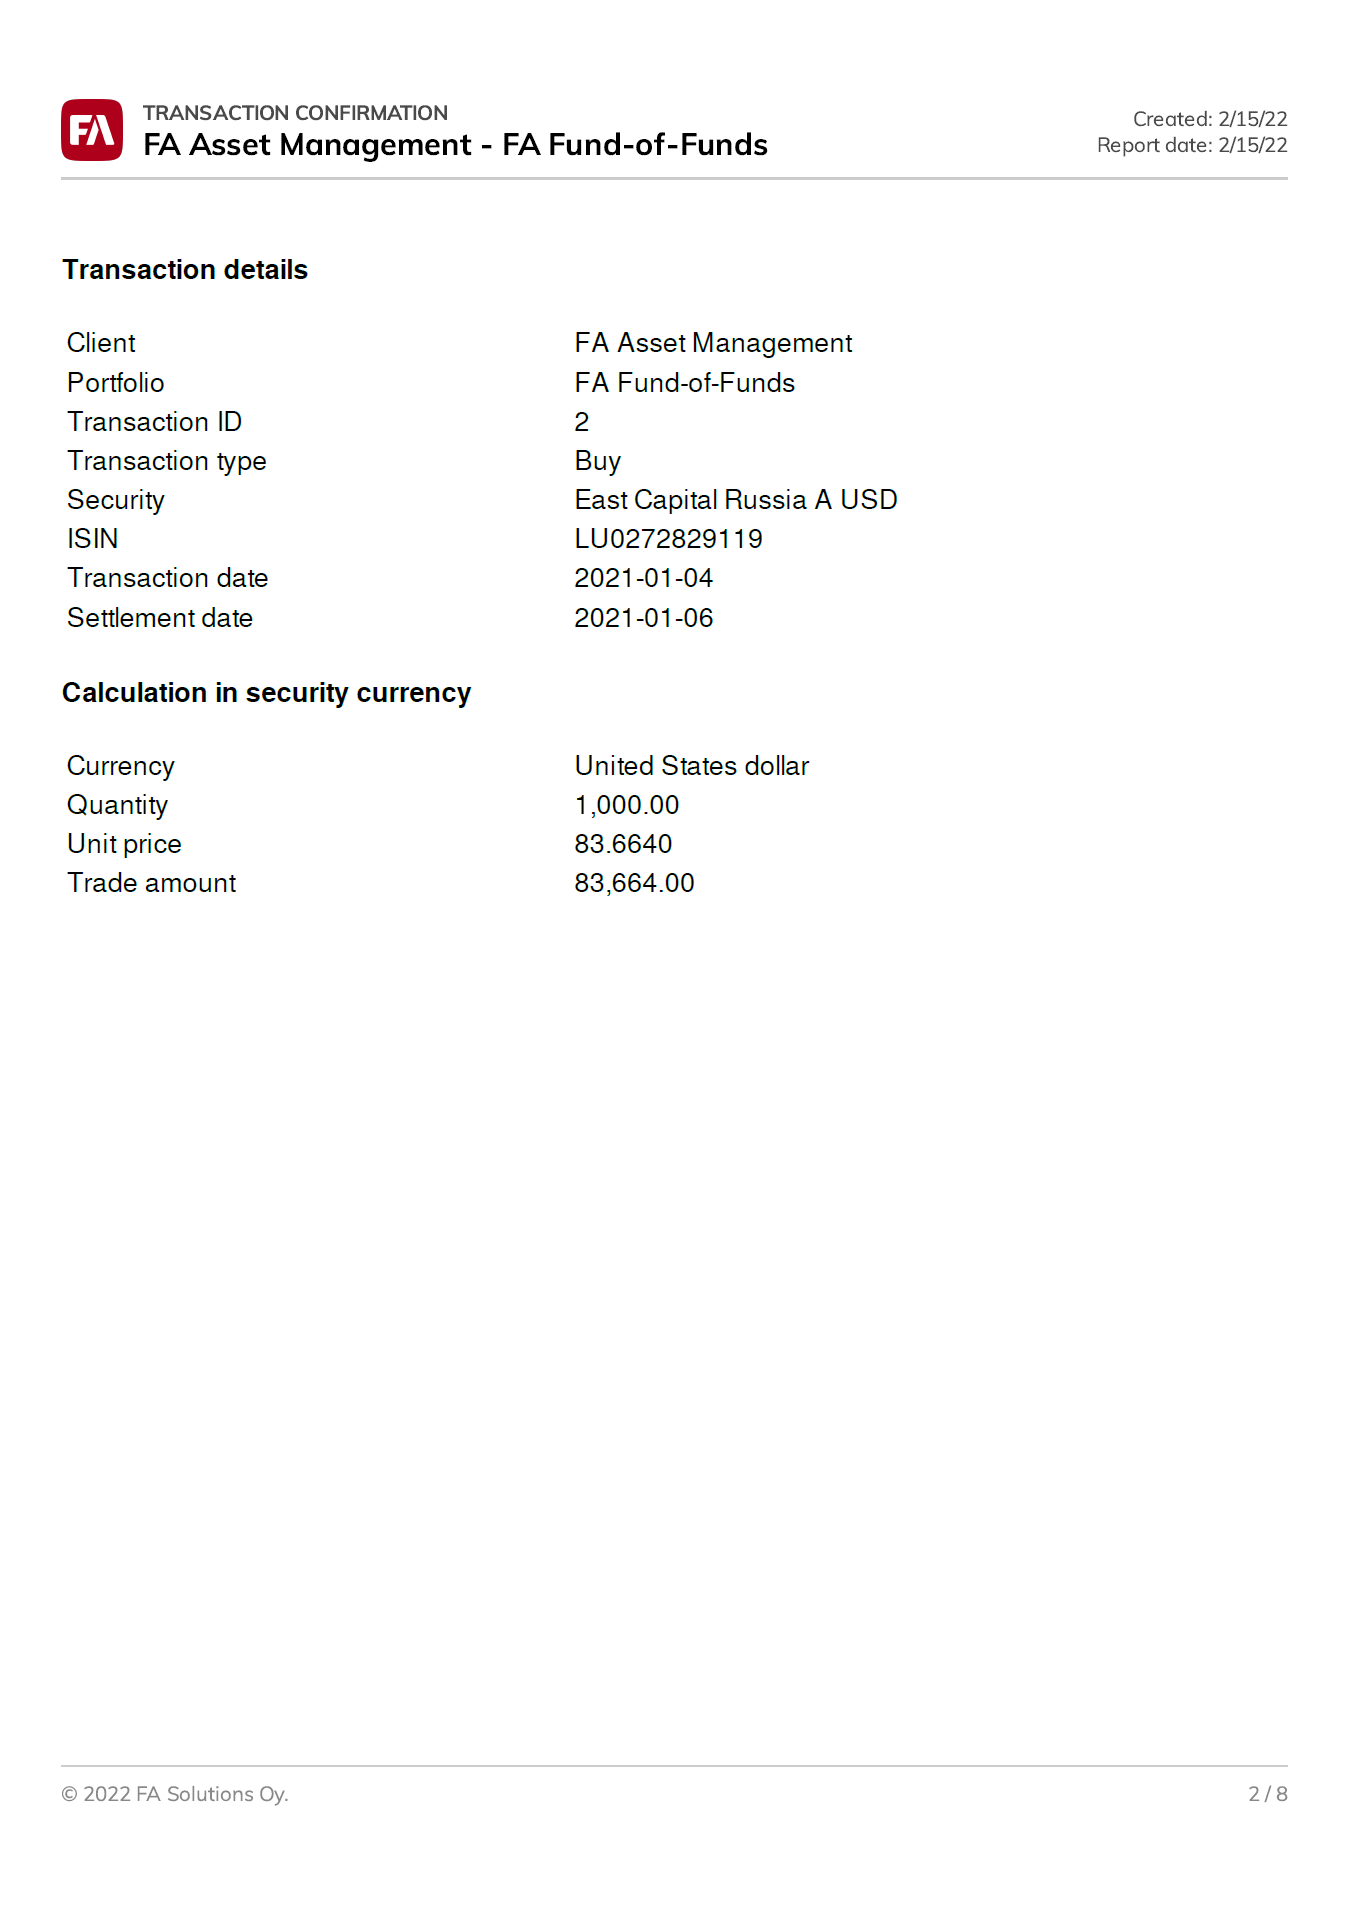 FA
TRANSACTION CONFIRMATION
FA Asset Management - FA Fund-of-Funds
Created: 2/15/22
Report date: 2/15/22
Transaction details
Client FA Asset Management
Portfolio FA Fund-of-Funds
Transaction ID 2
Transaction type Buy
Security East Capital Russia A USD
ISIN LU0272829119
Transaction date 2021-01-04
Settlement date 2021-01-06
Calculation in security currency
Currency United States dollar
Quantity 1,000.00
Unit price 83.6640
Trade amount 83,664.00
© 2022 FA Solutions Oy. 2 / 8